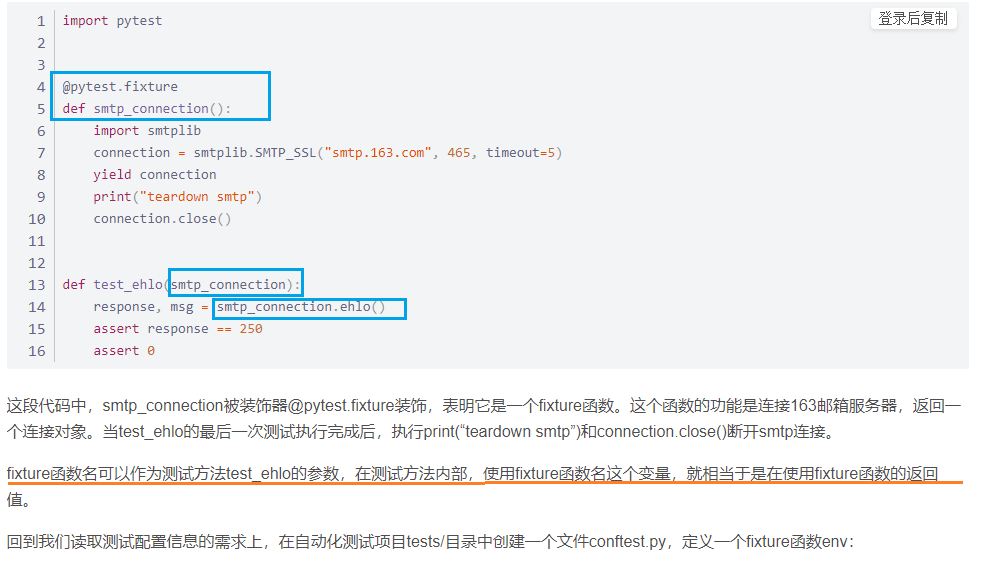 登录后复制
1 import pytest
2
3
4 @pytest.fixture
5 def smtp_connection():
6     import smtplib
7     connection = smtplib.SMTP_SSL("smtp.163.com", 465, timeout=5)
8     yield connection
9     print("teardown smtp")
10     connection.close()
11
12
13 def test_ehlo(smtp_connection):
14     response, msg = smtp_connection.ehlo()
15     assert response == 250
16     assert 0
这段代码中，smtp_connection被装饰器@pytest.fixture装饰，表明它是一个fixture函数。这个函数的功能是连接163邮箱服务器，返回一
个连接对象。当test_ehlo的最后一次测试执行完成后，执行print(“teardown smtp”)和connection.close()断开smtp连接。
fixture函数名可以作为测试方法test_ehlo的参数，在测试方法内部，使用fixture函数名这个变量，就相当于是在使用fixture函数的返回
值。
回到我们读取测试配置信息的需求上，在自动化测试项目tests/目录中创建一个文件conftest.py，定义一个fixture函数env：